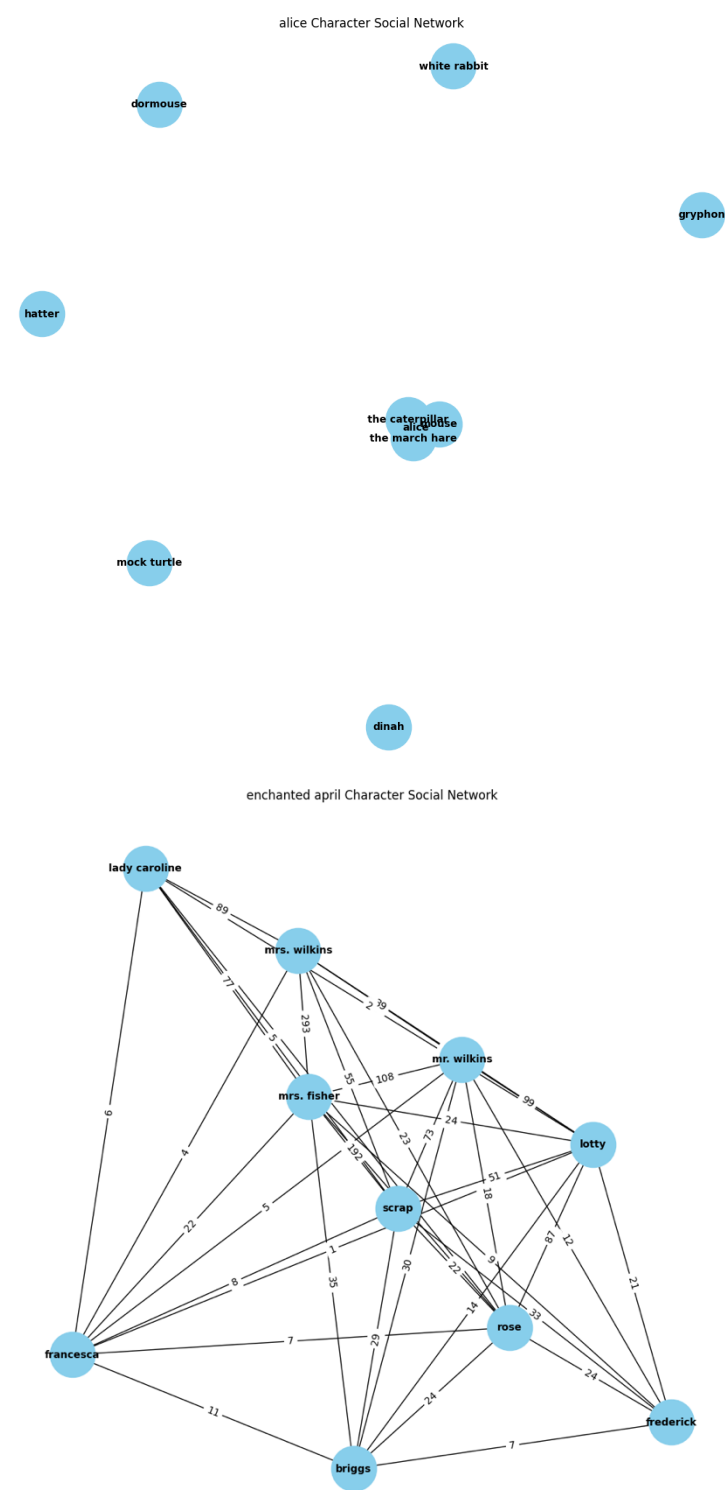 alice Character Social Network
white rabbit
dormouse
gryphon
hatter
the caterpillar
mouse
alice
the march hare
mock turtle
dinah
enchanted april Character Social Network
lady caroline
89
mrs. wilkins
77
2
39
293
5
mr. wilkins
55
108
mrs. fisher
99
6
24
73
23
lotty
4
192
51
18
scrap
22
5
87
12
1
9
30
22
8
35
21
14
33
rose
29
7
francesca
24
24
11
frederick
7
briggs